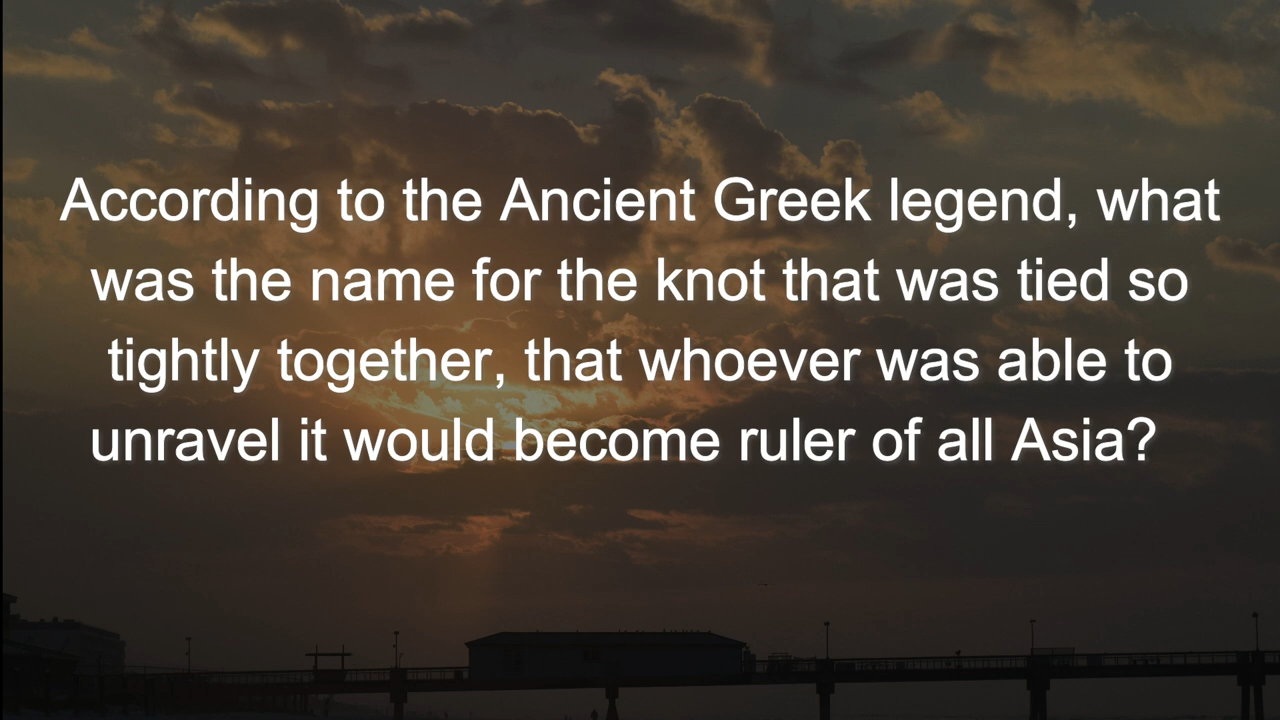 According to the Ancient Greek legend, what
was the name for the knot that was tied so
tightly together, that whoever was able to
unravel it would become ruler of all Asia?